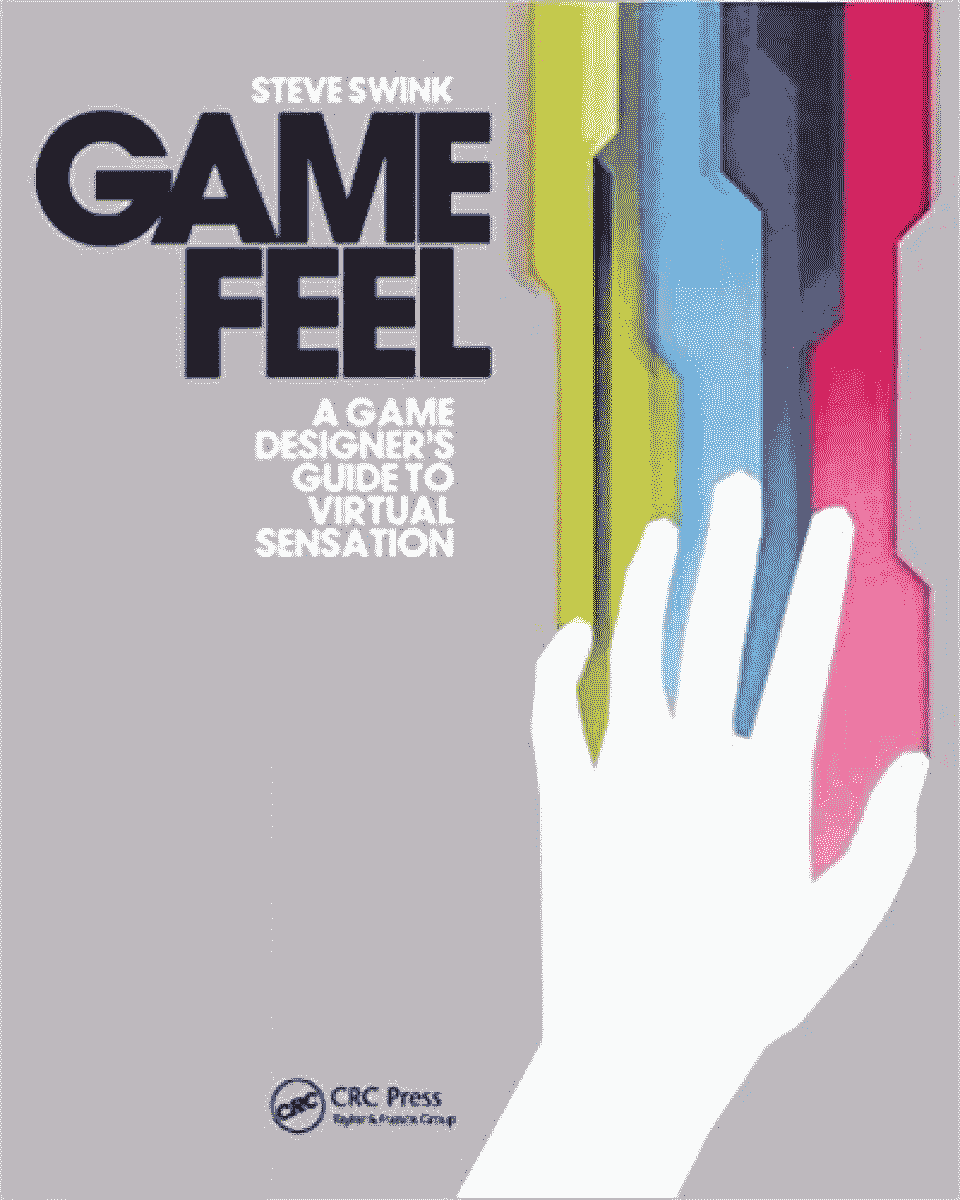 STEVE SWINK
GAME
FEEL
A GAME
DESIGNER'S
GUIDE TO
VIRTUAL
SENSATION
CRC
CRC Press
Taylor & Francis Group